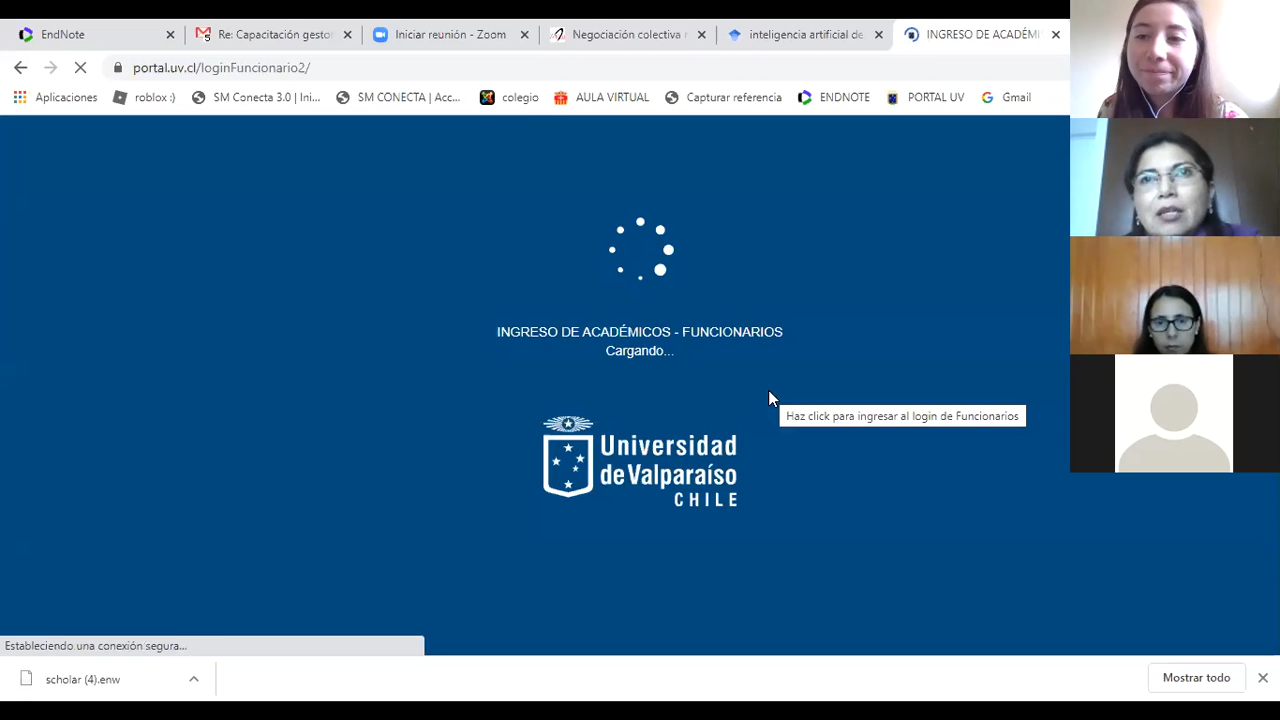 EndNote
Re: Capacitación gesto
Iniciar reunión - Zoom
Negociación colectiva r
inteligencia artificial de
INGRESO DE ACADÉMI
portal.uv.cl/loginFuncionario2/
Aplicaciones
roblox :)
SM Conecta 3.0 | Ini...
SM CONECTA | Acc...
colegio
AULA VIRTUAL
Capturar referencia
ENDNOTE
PORTAL UV
Gmail
INGRESO DE ACADÉMICOS - FUNCIONARIOS
Cargando...
Haz click para ingresar al login de Funcionarios
Universidad
de Valparaíso
CHILE
Estableciendo una conexión segura...
scholar (4).enw
Mostrar todo